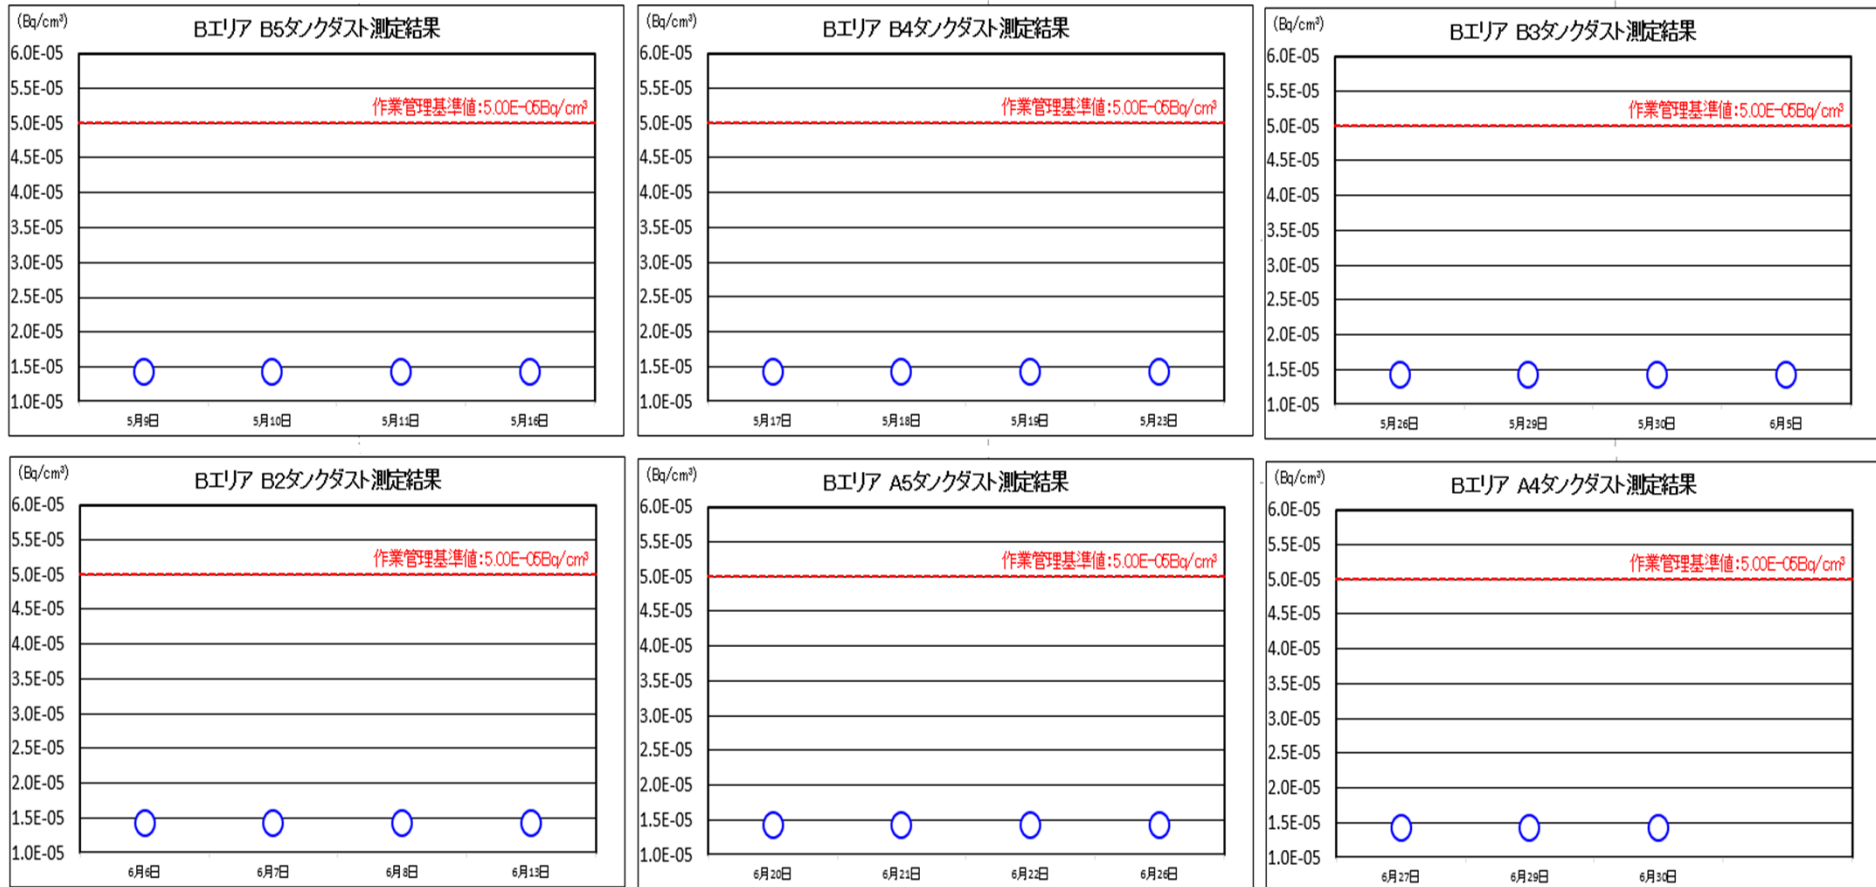 (Bq/cm³)
Bエリア B5タンクダスト測定結果
6.0E-05
5.5E-05
作業管理基準値:5.00E-05Bq/cm³
5.0E-05
4.5E-05
4.0E-05
3.5E-05
3.0E-05
2.5E-05
2.0E-05
1.5E-05
1.0E-05
5月9日 5月10日 5月11日 5月16日
(Bq/cm³)
Bエリア B4タンクダスト測定結果
6.0E-05
5.5E-05
作業管理基準値:5.00E-05Bq/cm³
5.0E-05
4.5E-05
4.0E-05
3.5E-05
3.0E-05
2.5E-05
2.0E-05
1.5E-05
1.0E-05
5月17日 5月18日 5月19日 5月23日
(Bq/cm³)
Bエリア B3タンクダスト測定結果
6.0E-05
5.5E-05
作業管理基準値:5.00E-05Bq/cm³
5.0E-05
4.5E-05
4.0E-05
3.5E-05
3.0E-05
2.5E-05
2.0E-05
1.5E-05
1.0E-05
5月26日 5月29日 5月30日 6月5日
(Bq/cm³)
Bエリア B2タンクダスト測定結果
6.0E-05
5.5E-05
作業管理基準値:5.00E-05Bq/cm³
5.0E-05
4.5E-05
4.0E-05
3.5E-05
3.0E-05
2.5E-05
2.0E-05
1.5E-05
1.0E-05
6月6日 6月7日 6月8日 6月13日
(Bq/cm³)
Bエリア A5タンクダスト測定結果
6.0E-05
5.5E-05
作業管理基準値:5.00E-05Bq/cm³
5.0E-05
4.5E-05
4.0E-05
3.5E-05
3.0E-05
2.5E-05
2.0E-05
1.5E-05
1.0E-05
6月20日 6月21日 6月22日 6月26日
(Bq/cm³)
Bエリア A4タンクダスト測定結果
6.0E-05
5.5E-05
作業管理基準値:5.00E-05Bq/cm³
5.0E-05
4.5E-05
4.0E-05
3.5E-05
3.0E-05
2.5E-05
2.0E-05
1.5E-05
1.0E-05
6月27日 6月29日 6月30日